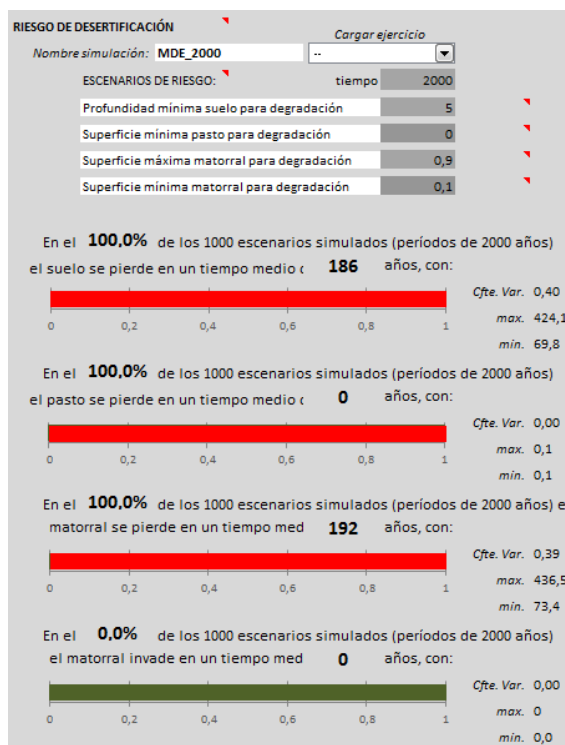 RIESGO DE DESERTIFICACIÓN
Cargar ejercicio
Nombre simulación: MDE_2000 --
ESCENARIOS DE RIESGO: tiempo 2000
Profundidad mínima suelo para degradación 5
Superficie mínima pasto para degradación 0
Superficie máxima matorral para degradación 0,9
Superficie mínima matorral para degradación 0,1
En el 100,0% de los 1000 escenarios simulados (períodos de 2000 años)
el suelo se pierde en un tiempo medio 186 años, con:
Cfte. Var. 0,40
0 0,2 0,4 0,6 0,8 1
max. 424,1
min. 69,8
En el 100,0% de los 1000 escenarios simulados (períodos de 2000 años)
el pasto se pierde en un tiempo medio 0 años, con:
Cfte. Var. 0,00
0 0,2 0,4 0,6 0,8 1
max. 0,1
min. 0,1
En el 100,0% de los 1000 escenarios simulados (períodos de 2000 años) e
matorral se pierde en un tiempo med 192 años, con:
Cfte. Var. 0,39
0 0,2 0,4 0,6 0,8 1
max. 436,5
min. 73,4
En el 0,0% de los 1000 escenarios simulados (períodos de 2000 años)
el matorral invade en un tiempo med 0 años, con:
Cfte. Var. 0,00
0 0,2 0,4 0,6 0,8 1
max. 0
min. 0,0